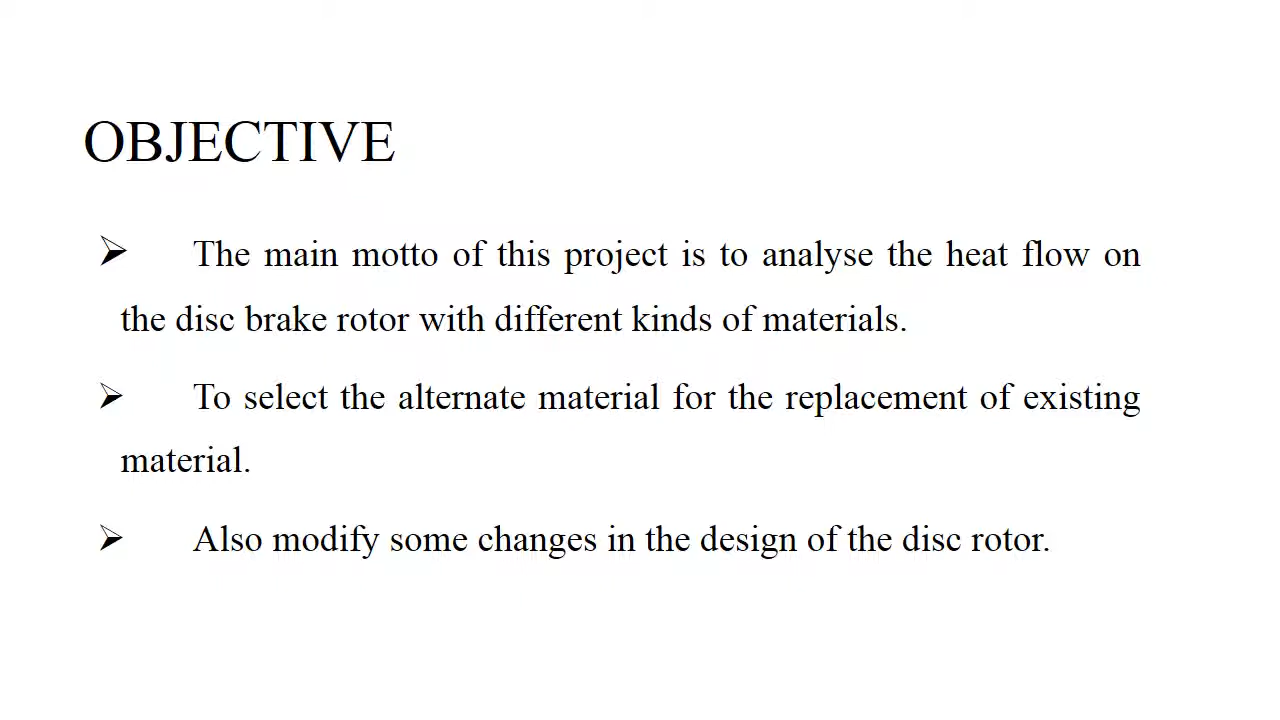 OBJECTIVE
➢ The main motto of this project is to analyse the heat flow on
the disc brake rotor with different kinds of materials.
➢ To select the alternate material for the replacement of existing
material.
➢ Also modify some changes in the design of the disc rotor.